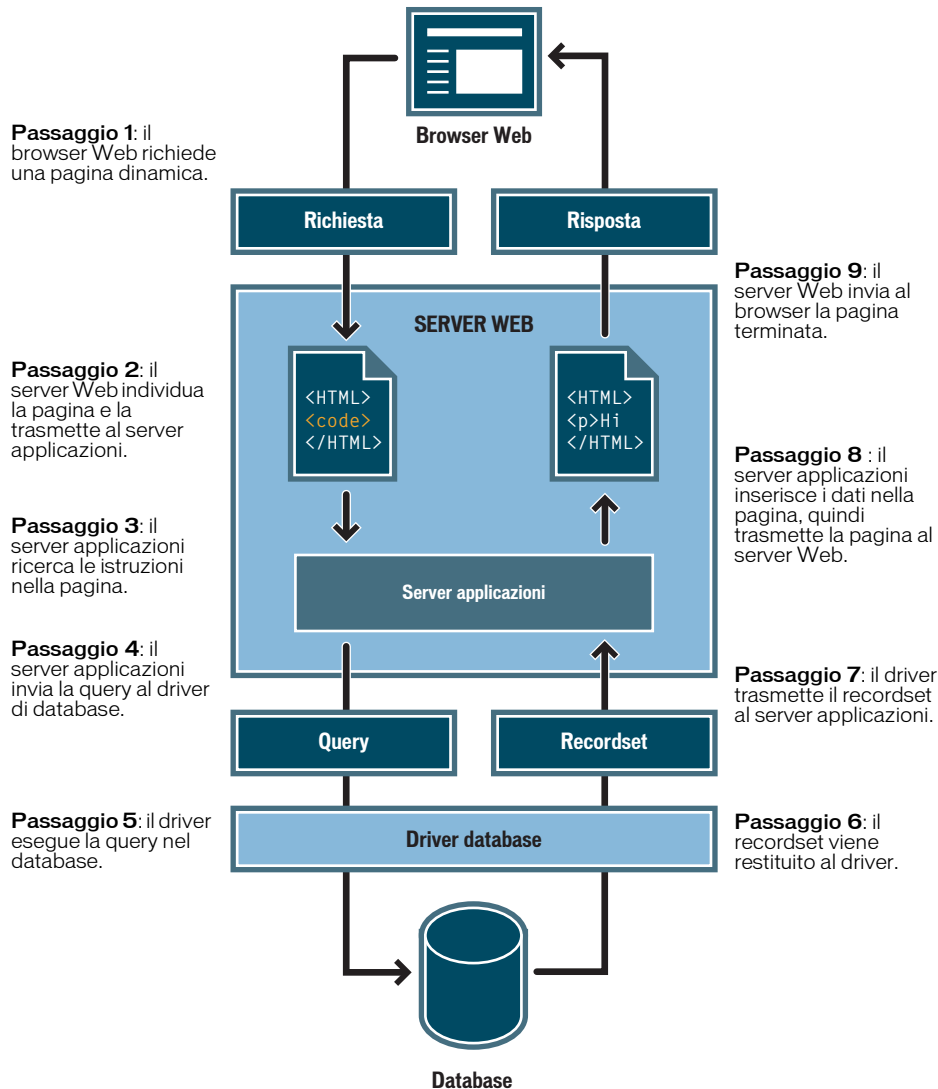 Browser Web
Passaggio 1: il
browser Web richiede
una pagina dinamica.
Richiesta
Risposta
Passaggio 9: il
server Web invia al
browser la pagina
terminata.
SERVER WEB
Passaggio 2: il
server Web individua
la pagina e la
trasmette al server
applicazioni.
<HTML>
<code>
</HTML>
<HTML>
<p>Hi
</HTML>
Passaggio 8 : il
server applicazioni
inserisce i dati nella
pagina, quindi
trasmette la pagina al
server Web.
Passaggio 3: il
server applicazioni
ricerca le istruzioni
nella pagina.
Server applicazioni
Passaggio 4: il
server applicazioni
invia la query al driver
di database.
Passaggio 7: il driver
trasmette il recordset
al server applicazioni.
Query
Recordset
Passaggio 5: il driver
esegue la query nel
database.
Driver database
Passaggio 6: il
recordset viene
restituito al driver.
Database